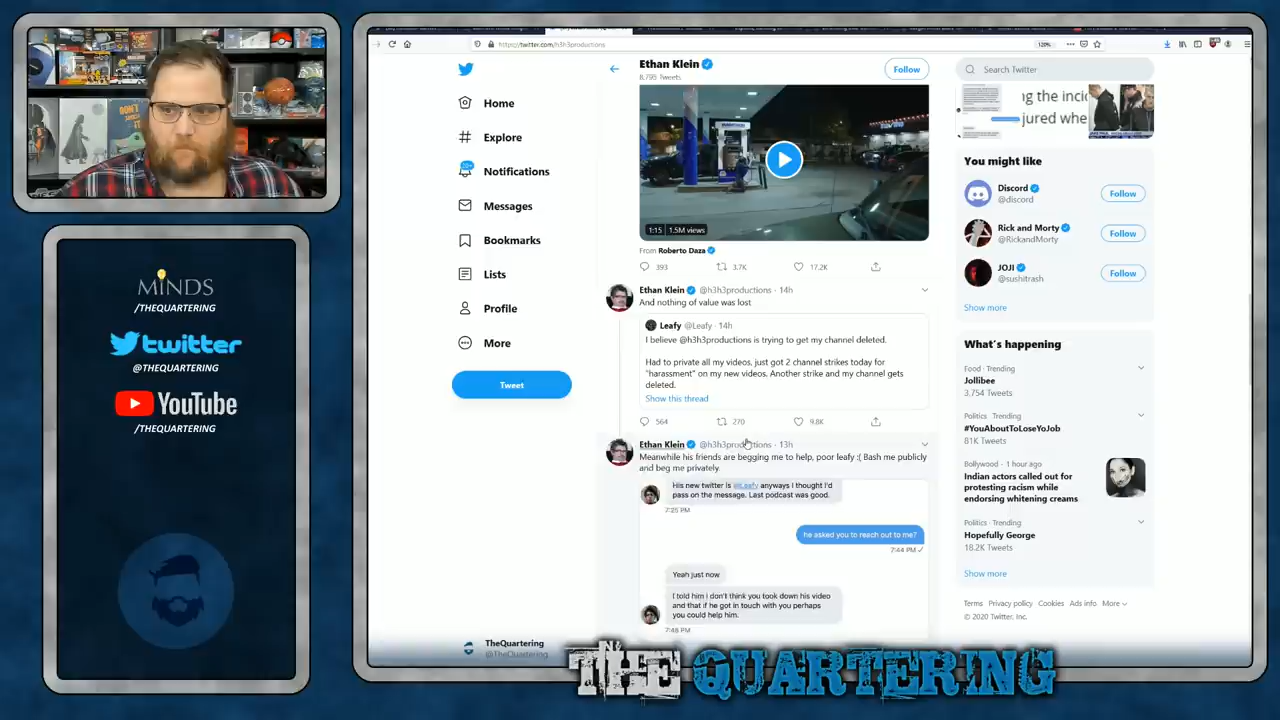 MINDS
/THEQUARTERING
twitter
@THEQUARTERING
YouTube
/THEQUARTERING
https://twitter.com/h3h3productions
120%
Home
Explore
Notifications
Messages
Bookmarks
Lists
Profile
More
Tweet
TheQuartering
@TheQuartering
Ethan Klein
8,795 Tweets
Follow
1:15 1.5M views
From Roberto Daza
393 3.7K 17.2K
Ethan Klein @h3h3productions · 14h
And nothing of value was lost
Leafy @Leafy · 14h
I believe @h3h3productions is trying to get my channel deleted.
Had to private all my videos, just got 2 channel strikes today for
"harassment" on my new videos. Another strike and my channel gets
deleted.
Show this thread
564 270 9.8K
Ethan Klein @h3h3productions · 13h
Meanwhile his friends are begging me to help, poor leafy :( Bash me publicly
and beg me privately.
His new twitter is @Leafy anyways I thought I'd
pass on the message. Last podcast was good.
7:25 PM
he asked you to reach out to me?
7:44 PM
Yeah just now
I told him i don't think you took down his video
and that if he got in touch with you perhaps
you could help him.
7:48 PM
Search Twitter
ng the inci
jured whe
You might like
Discord
@discord
Follow
Rick and Morty
@RickandMorty
Follow
JOJI
@sushitrash
Follow
Show more
What's happening
Food · Trending
Jollibee
3,754 Tweets
Politics · Trending
#YouAboutToLoseYoJob
81K Tweets
Bollywood · 1 hour ago
Indian actors called out for
protesting racism while
endorsing whitening creams
Politics · Trending
Hopefully George
18.2K Tweets
Show more
Terms Privacy policy Cookies Ads info More
© 2020 Twitter, Inc.
THE QUARTERING